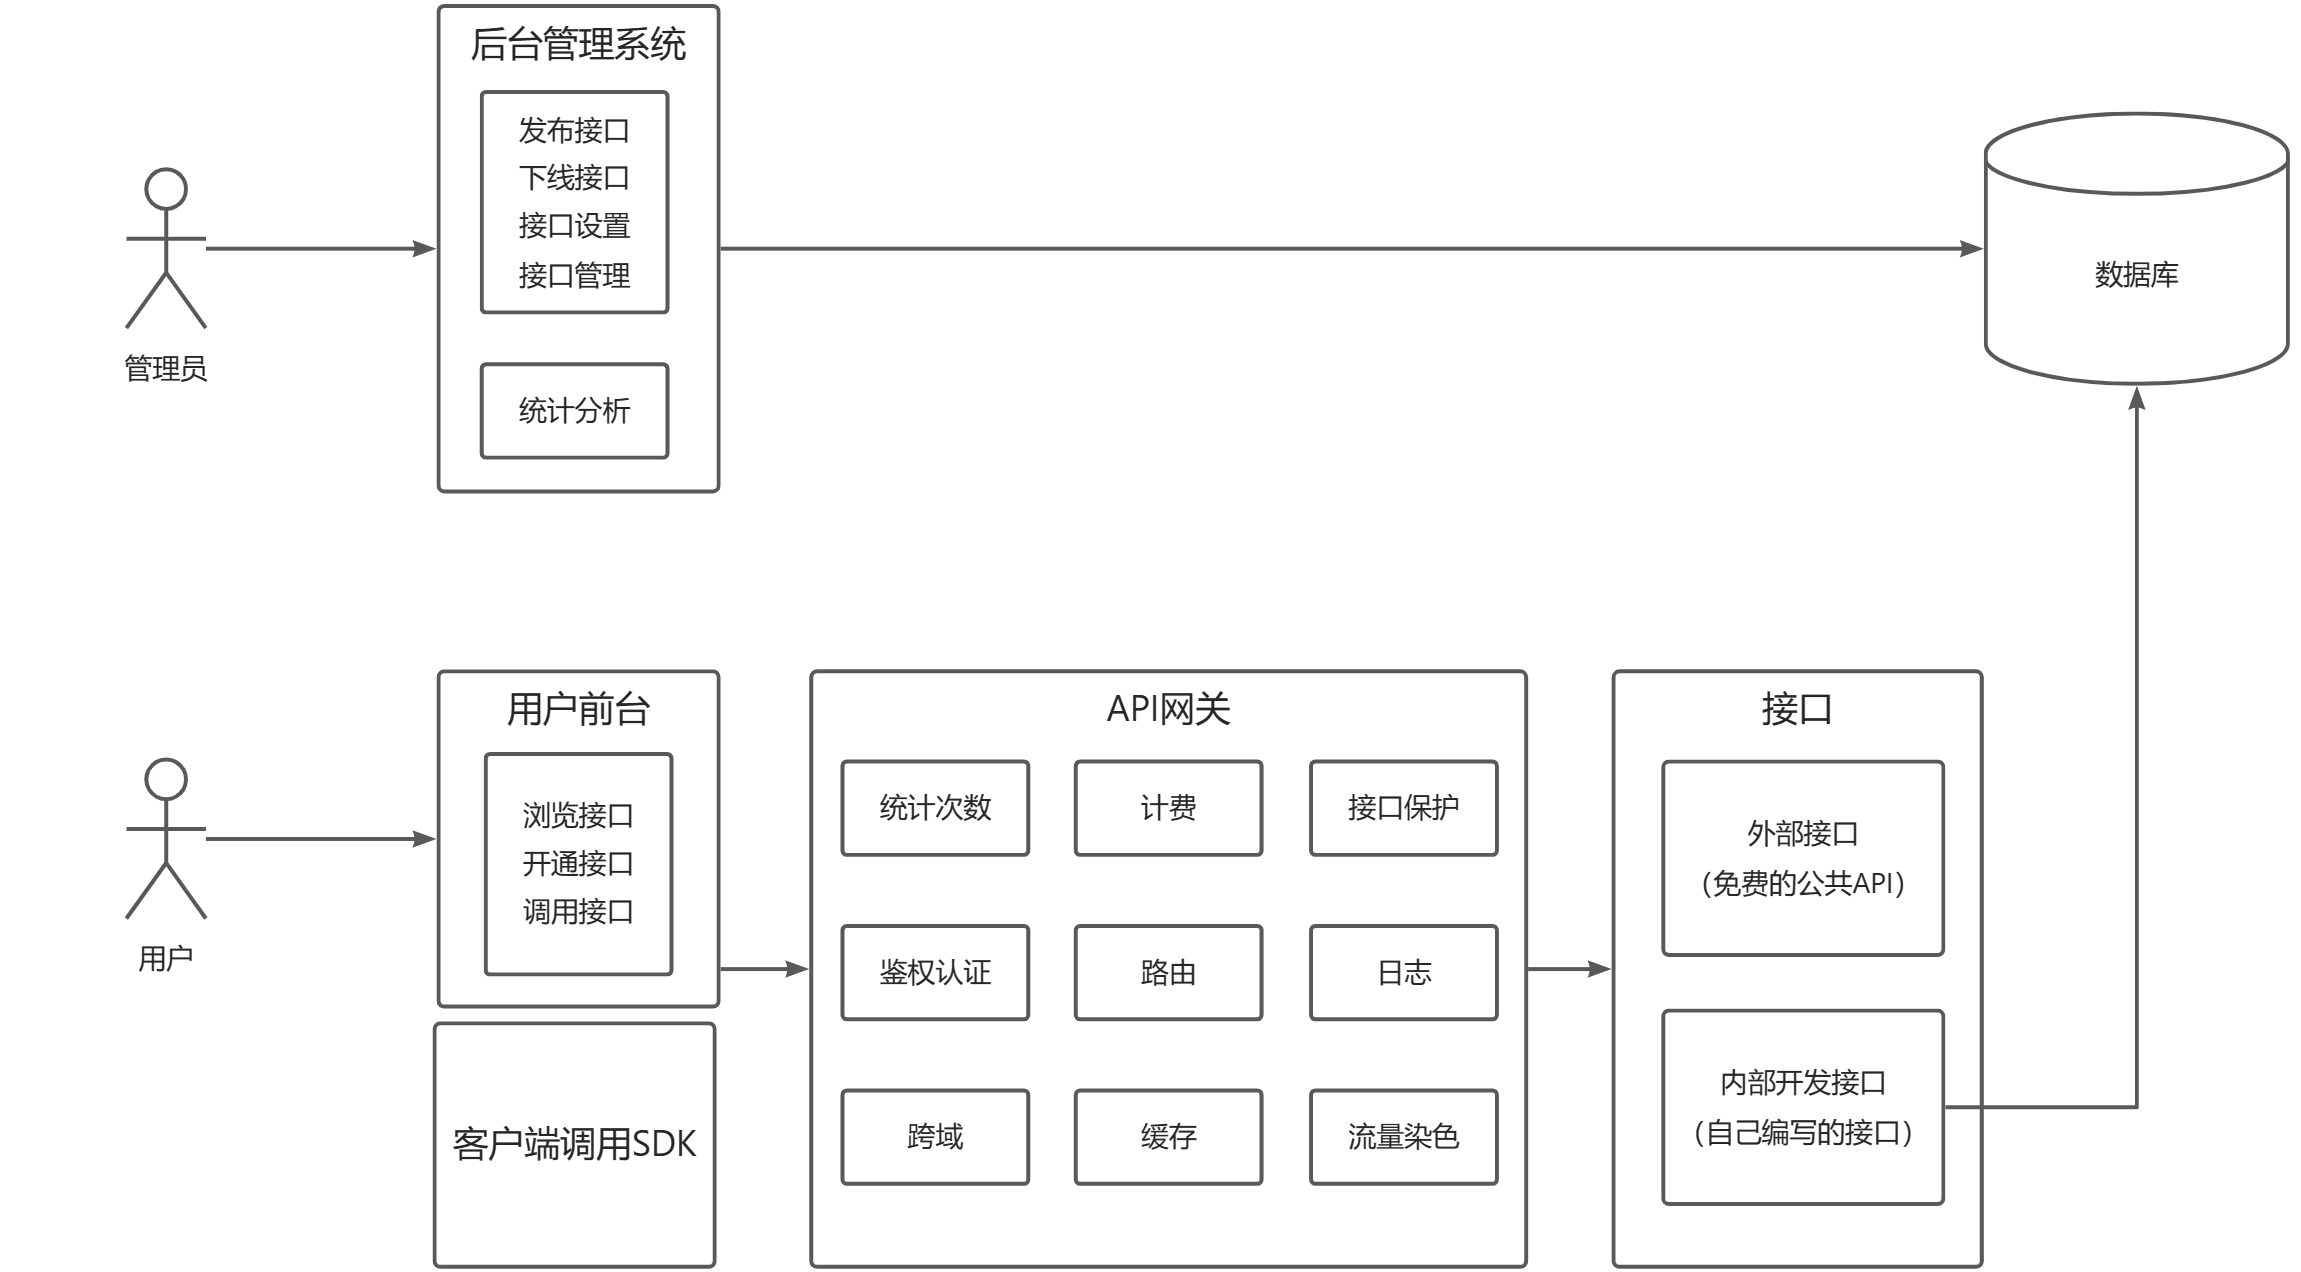 后台管理系统
发布接口
下线接口
接口设置
接口管理
统计分析
管理员
数据库
用户前台
浏览接口
开通接口
调用接口
用户
客户端调用SDK
API网关
统计次数
计费
接口保护
鉴权认证
路由
日志
跨域
缓存
流量染色
接口
外部接口
（免费的公共API）
内部开发接口
（自己编写的接口）